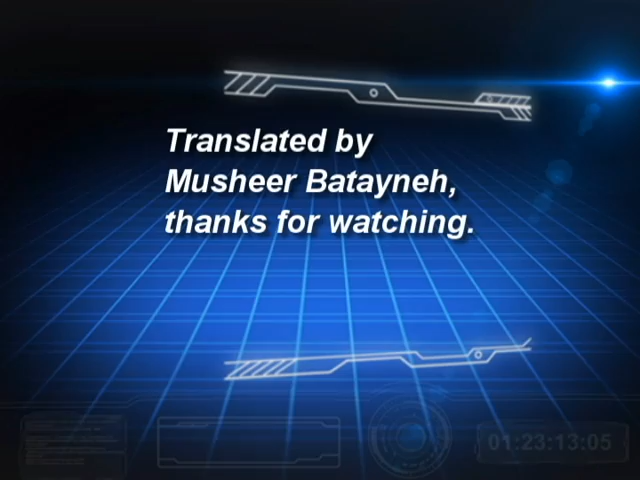 Translated by
Musheer Batayneh,
thanks for watching.
01:23:13:05